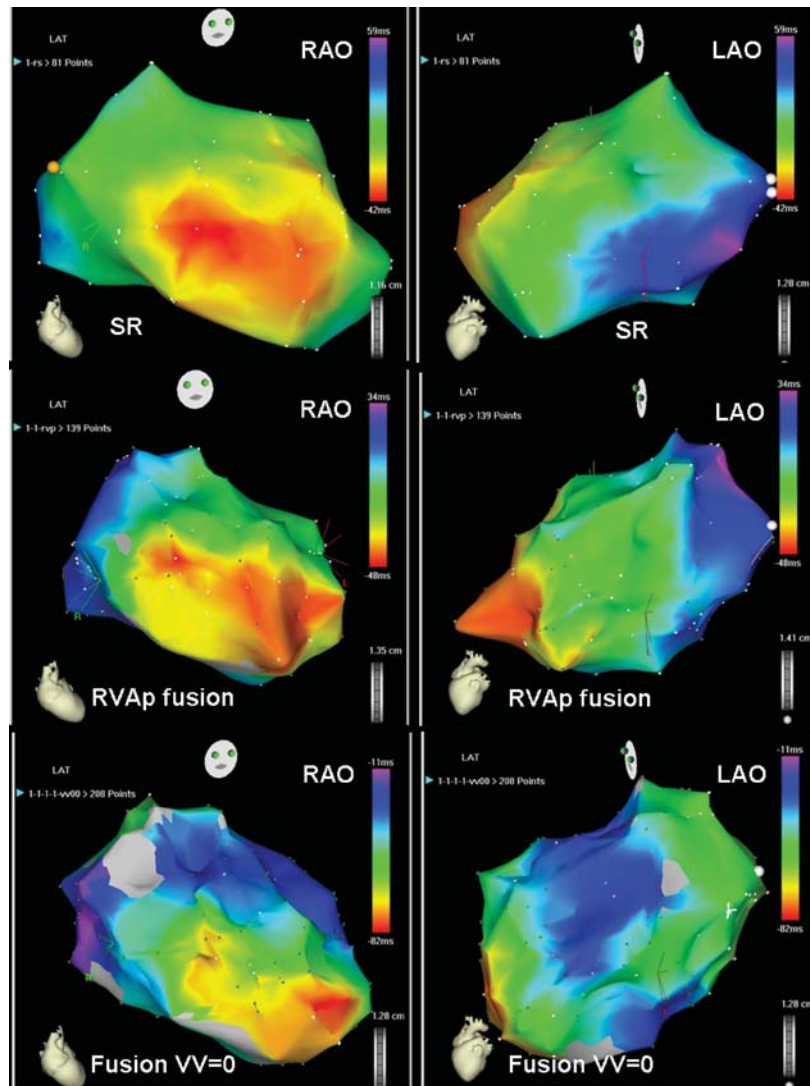 LAT
RAO
59ms
1-rs > 81 Points
-42ms
1.16 cm
R
SR
LAT
LAO
59ms
1-rs > 81 Points
-42ms
1.28 cm
SR
LAT
RAO
34ms
1-1-rvp > 139 Points
-48ms
R
1.35 cm
RVAp fusion
LAT
LAO
34ms
1-1-rvp > 139 Points
-48ms
1.41 cm
RVAp fusion
LAT
RAO
-11ms
1-1-1-1-vv00 > 208 Points
-82ms
R
1.28 cm
Fusion VV=0
LAT
LAO
-11ms
1-1-1-1-vv00 > 208 Points
-82ms
1.28 cm
Fusion VV=0